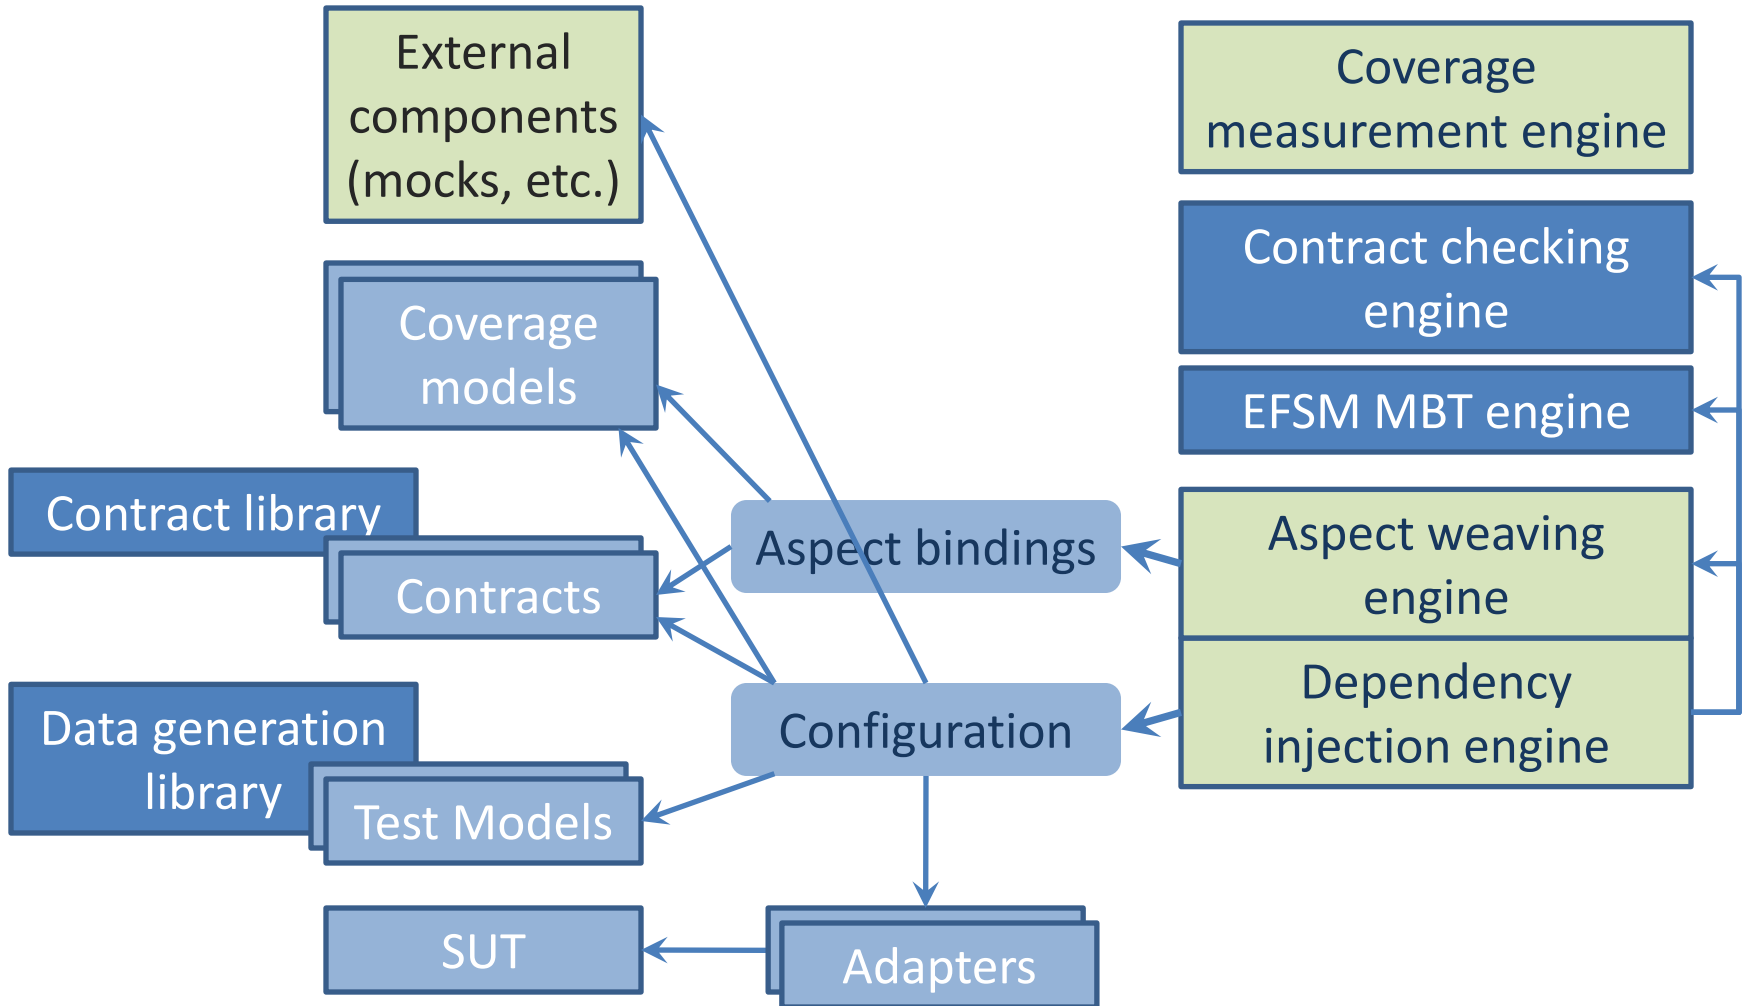 External
components
(mocks, etc.)
Coverage
measurement engine
Contract checking
engine
Coverage
models
EFSM MBT engine
Contract library
Aspect bindings
Aspect weaving
engine
Contracts
Data generation
library
Configuration
Dependency
injection engine
Test Models
SUT
Adapters